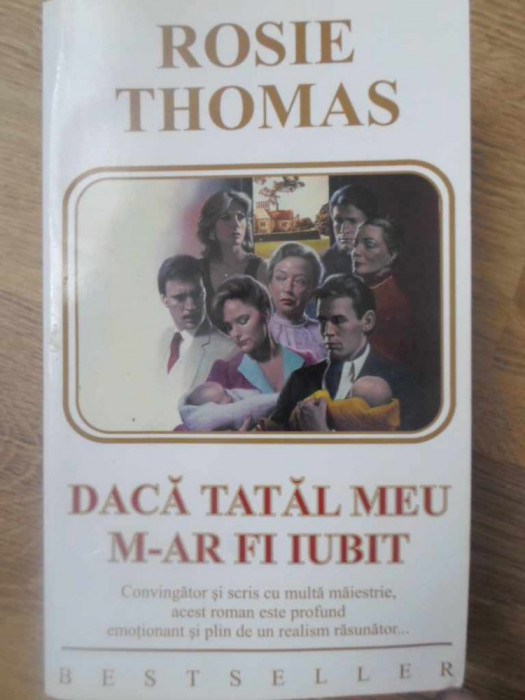 ROSIE
THOMAS
DACĂ TATĂL MEU
M-AR FI IUBIT
Convingător și scris cu multă măiestrie,
acest roman este profund
emoționant și plin de un realism răsunător...
BESTSELLER